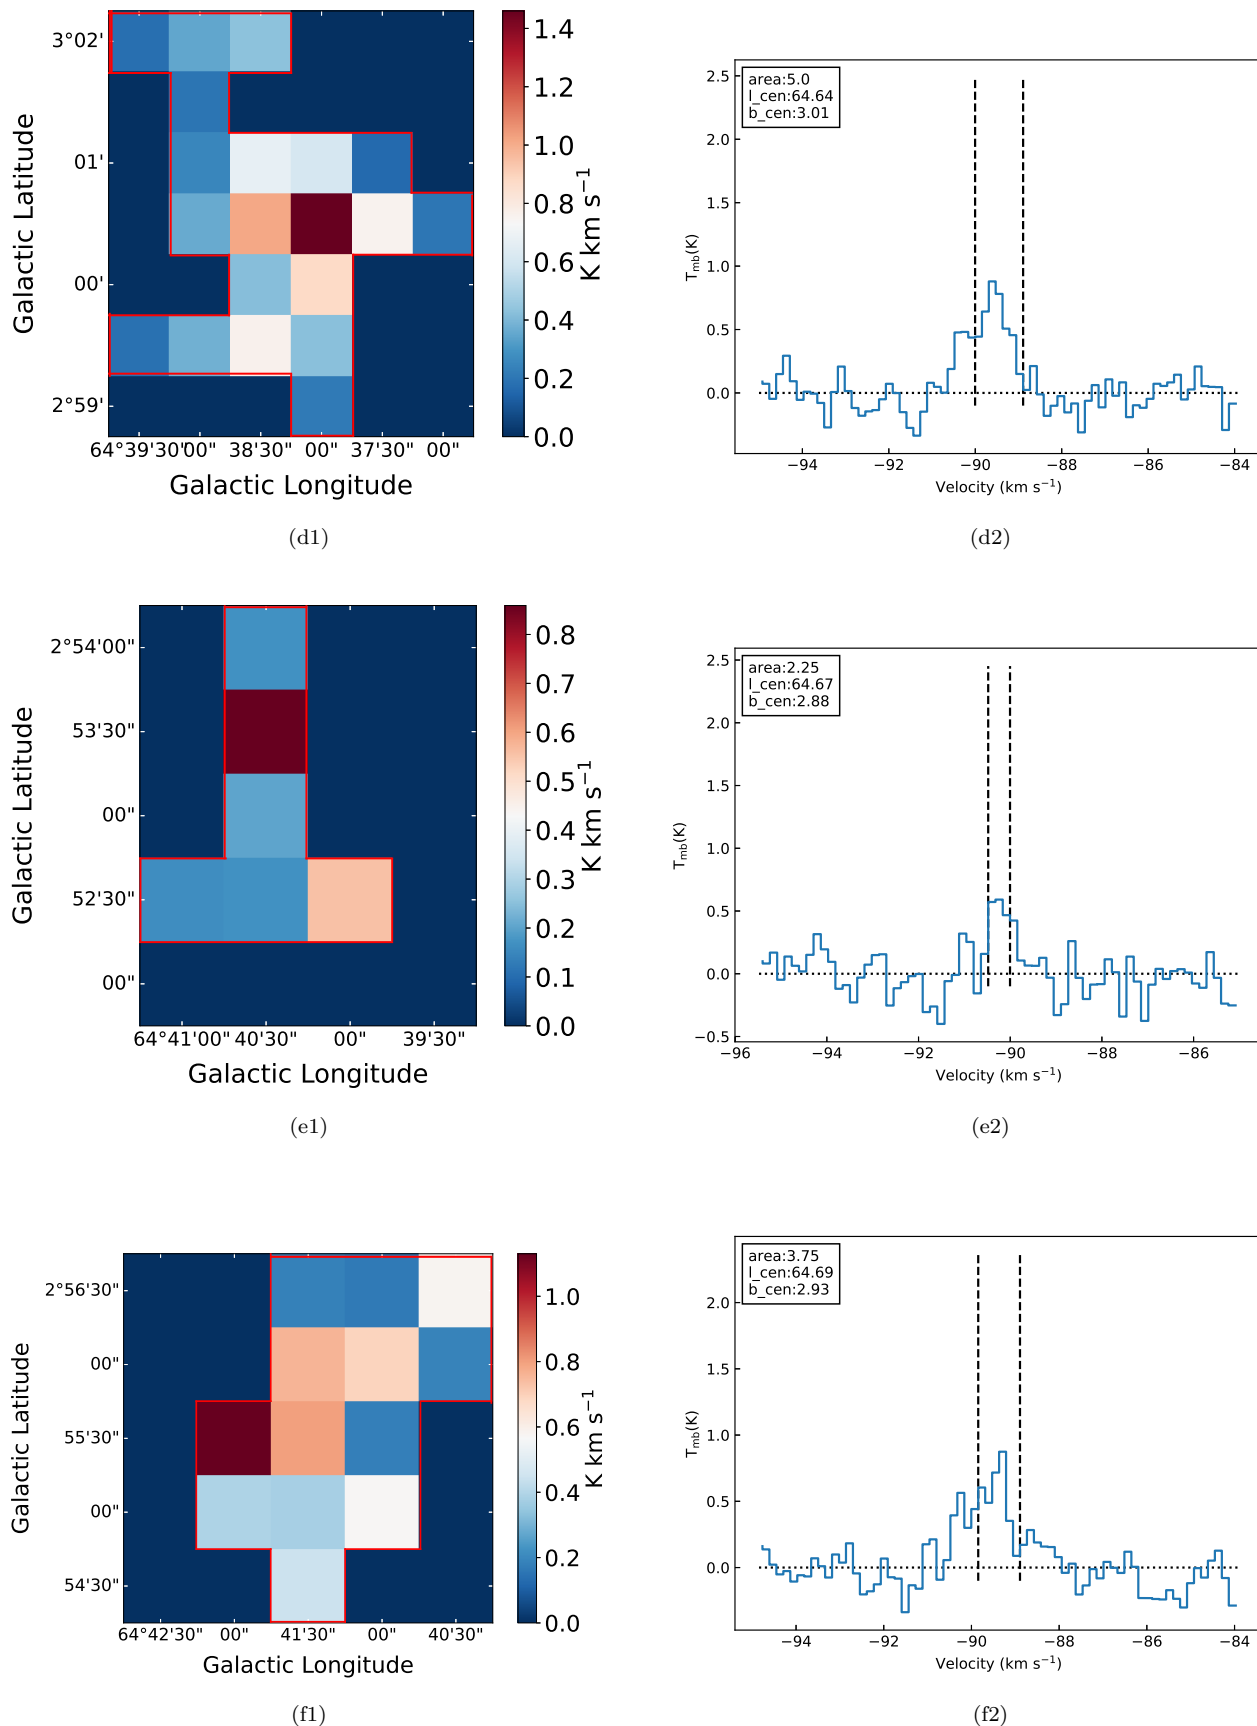 3°02'
01'
00'
2°59'
Galactic Latitude
64°39'30"
00"
38'30"
00"
37'30"
00"
Galactic Longitude
1.4
1.2
1.0
0.8
0.6
0.4
0.2
0.0
K km s⁻¹
(d1)
area:5.0
l_cen:64.64
b_cen:3.01
2.5
2.0
1.5
1.0
0.5
0.0
T_mb(K)
−94
−92
−90
−88
−86
−84
Velocity (km s⁻¹)
(d2)
2°54'00"
53'30"
00"
52'30"
00"
Galactic Latitude
64°41'00"
40'30"
00"
39'30"
Galactic Longitude
0.8
0.7
0.6
0.5
0.4
0.3
0.2
0.1
0.0
K km s⁻¹
(e1)
area:2.25
l_cen:64.67
b_cen:2.88
2.5
2.0
1.5
1.0
0.5
0.0
−0.5
T_mb(K)
−96
−94
−92
−90
−88
−86
Velocity (km s⁻¹)
(e2)
2°56'30"
00"
55'30"
00"
54'30"
Galactic Latitude
64°42'30"
00"
41'30"
00"
40'30"
Galactic Longitude
1.0
0.8
0.6
0.4
0.2
0.0
K km s⁻¹
(f1)
area:3.75
l_cen:64.69
b_cen:2.93
2.0
1.5
1.0
0.5
0.0
T_mb(K)
−94
−92
−90
−88
−86
−84
Velocity (km s⁻¹)
(f2)